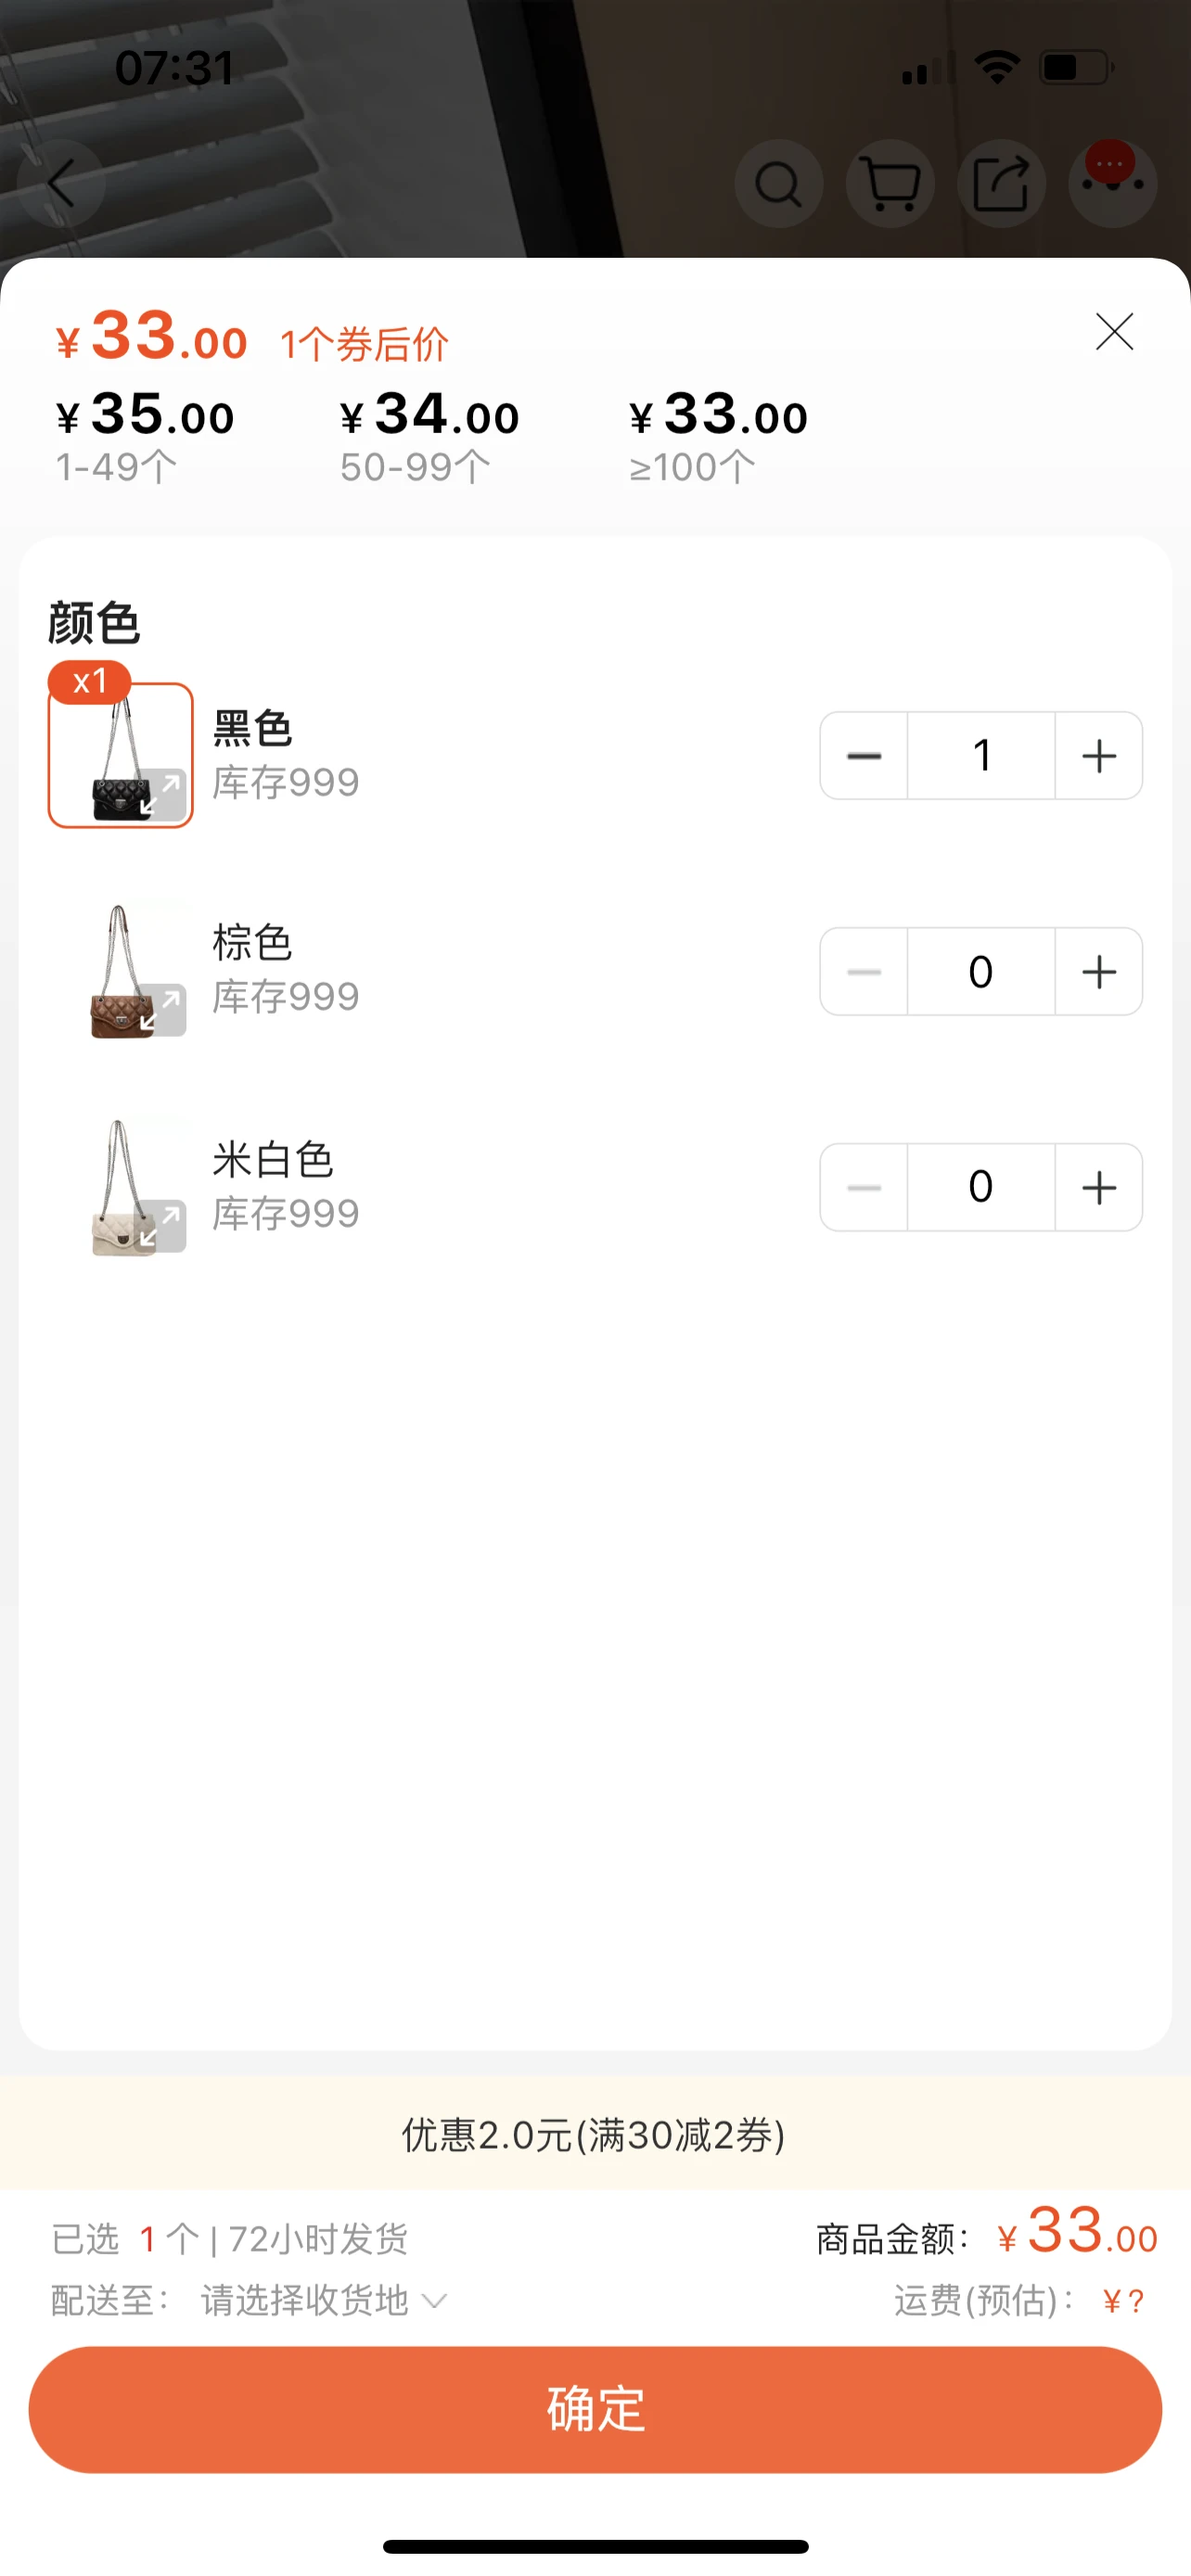 07:31
¥33.00 1个券后价
¥35.00 ¥34.00 ¥33.00
1-49个 50-99个 ≥100个
颜色
x1
黑色
库存999
1
棕色
库存999
0
米白色
库存999
0
优惠2.0元(满30减2券)
已选 1 个 | 72小时发货 商品金额: ¥33.00
配送至: 请选择收货地 运费(预估): ¥?
确定